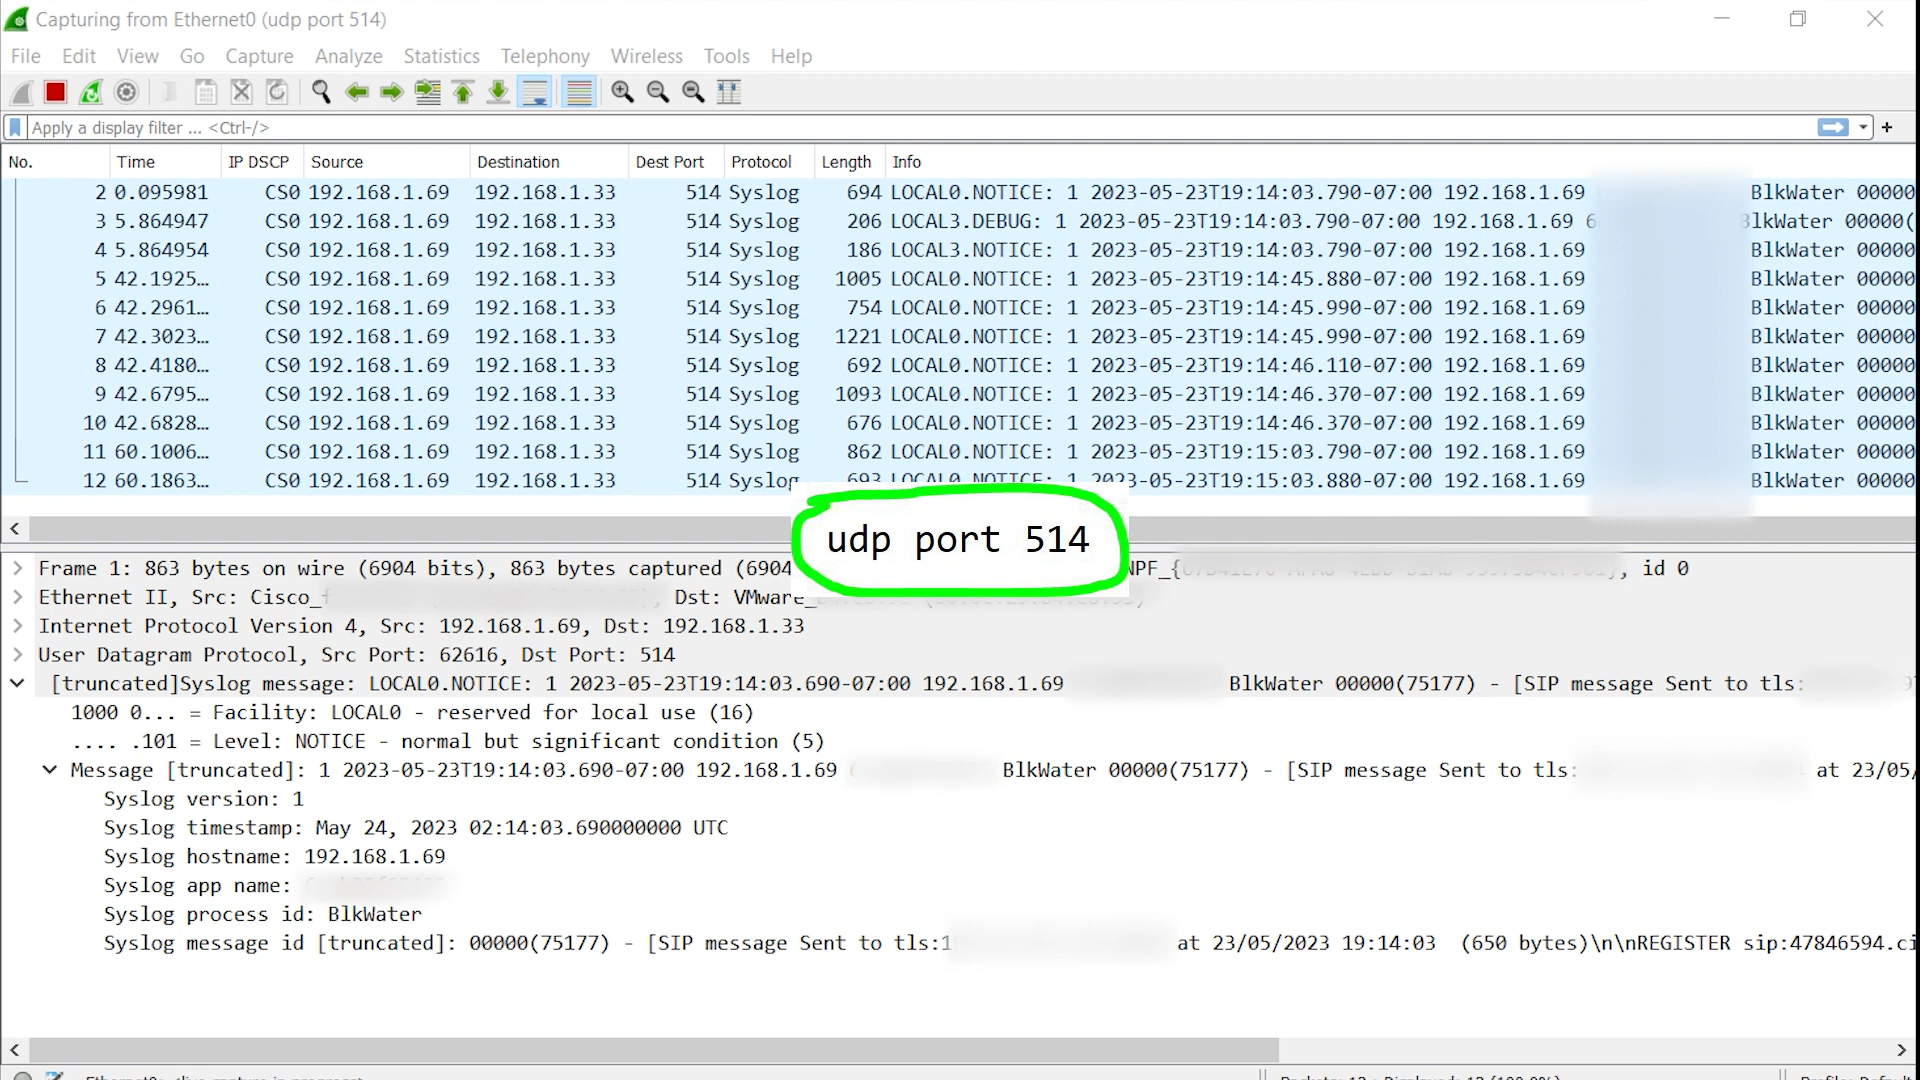 Capturing from Ethernet0 (udp port 514)
File Edit View Go Capture Analyze Statistics Telephony Wireless Tools Help
Apply a display filter ... <Ctrl-/>
No. Time IP DSCP Source Destination Dest Port Protocol Length Info
2 0.095981 CS0 192.168.1.69 192.168.1.33 514 Syslog 694 LOCAL0.NOTICE: 1 2023-05-23T19:14:03.790-07:00 192.168.1.69 BlkWater 00000
3 5.864947 CS0 192.168.1.69 192.168.1.33 514 Syslog 206 LOCAL3.DEBUG: 1 2023-05-23T19:14:03.790-07:00 192.168.1.69 6 BlkWater 00000(
4 5.864954 CS0 192.168.1.69 192.168.1.33 514 Syslog 186 LOCAL3.NOTICE: 1 2023-05-23T19:14:03.790-07:00 192.168.1.69 BlkWater 00000
5 42.1925… CS0 192.168.1.69 192.168.1.33 514 Syslog 1005 LOCAL0.NOTICE: 1 2023-05-23T19:14:45.880-07:00 192.168.1.69 BlkWater 00000
6 42.2961… CS0 192.168.1.69 192.168.1.33 514 Syslog 754 LOCAL0.NOTICE: 1 2023-05-23T19:14:45.990-07:00 192.168.1.69 BlkWater 00000
7 42.3023… CS0 192.168.1.69 192.168.1.33 514 Syslog 1221 LOCAL0.NOTICE: 1 2023-05-23T19:14:45.990-07:00 192.168.1.69 BlkWater 00000
8 42.4180… CS0 192.168.1.69 192.168.1.33 514 Syslog 692 LOCAL0.NOTICE: 1 2023-05-23T19:14:46.110-07:00 192.168.1.69 BlkWater 00000
9 42.6795… CS0 192.168.1.69 192.168.1.33 514 Syslog 1093 LOCAL0.NOTICE: 1 2023-05-23T19:14:46.370-07:00 192.168.1.69 BlkWater 00000
10 42.6828… CS0 192.168.1.69 192.168.1.33 514 Syslog 676 LOCAL0.NOTICE: 1 2023-05-23T19:14:46.370-07:00 192.168.1.69 BlkWater 00000
11 60.1006… CS0 192.168.1.69 192.168.1.33 514 Syslog 862 LOCAL0.NOTICE: 1 2023-05-23T19:15:03.790-07:00 192.168.1.69 BlkWater 00000
12 60.1863… CS0 192.168.1.69 192.168.1.33 514 Syslog 693 LOCAL0.NOTICE: 1 2023-05-23T19:15:03.880-07:00 192.168.1.69 BlkWater 00000
udp port 514
Frame 1: 863 bytes on wire (6904 bits), 863 bytes captured (6904 NPF_{ }, id 0
Ethernet II, Src: Cisco_ Dst: VMware_
Internet Protocol Version 4, Src: 192.168.1.69, Dst: 192.168.1.33
User Datagram Protocol, Src Port: 62616, Dst Port: 514
[truncated]Syslog message: LOCAL0.NOTICE: 1 2023-05-23T19:14:03.690-07:00 192.168.1.69 BlkWater 00000(75177) - [SIP message Sent to tls:
1000 0... = Facility: LOCAL0 - reserved for local use (16)
.... .101 = Level: NOTICE - normal but significant condition (5)
Message [truncated]: 1 2023-05-23T19:14:03.690-07:00 192.168.1.69 BlkWater 00000(75177) - [SIP message Sent to tls: at 23/05/
Syslog version: 1
Syslog timestamp: May 24, 2023 02:14:03.690000000 UTC
Syslog hostname: 192.168.1.69
Syslog app name:
Syslog process id: BlkWater
Syslog message id [truncated]: 00000(75177) - [SIP message Sent to tls:1 at 23/05/2023 19:14:03 (650 bytes)\n\nREGISTER sip:47846594.ci